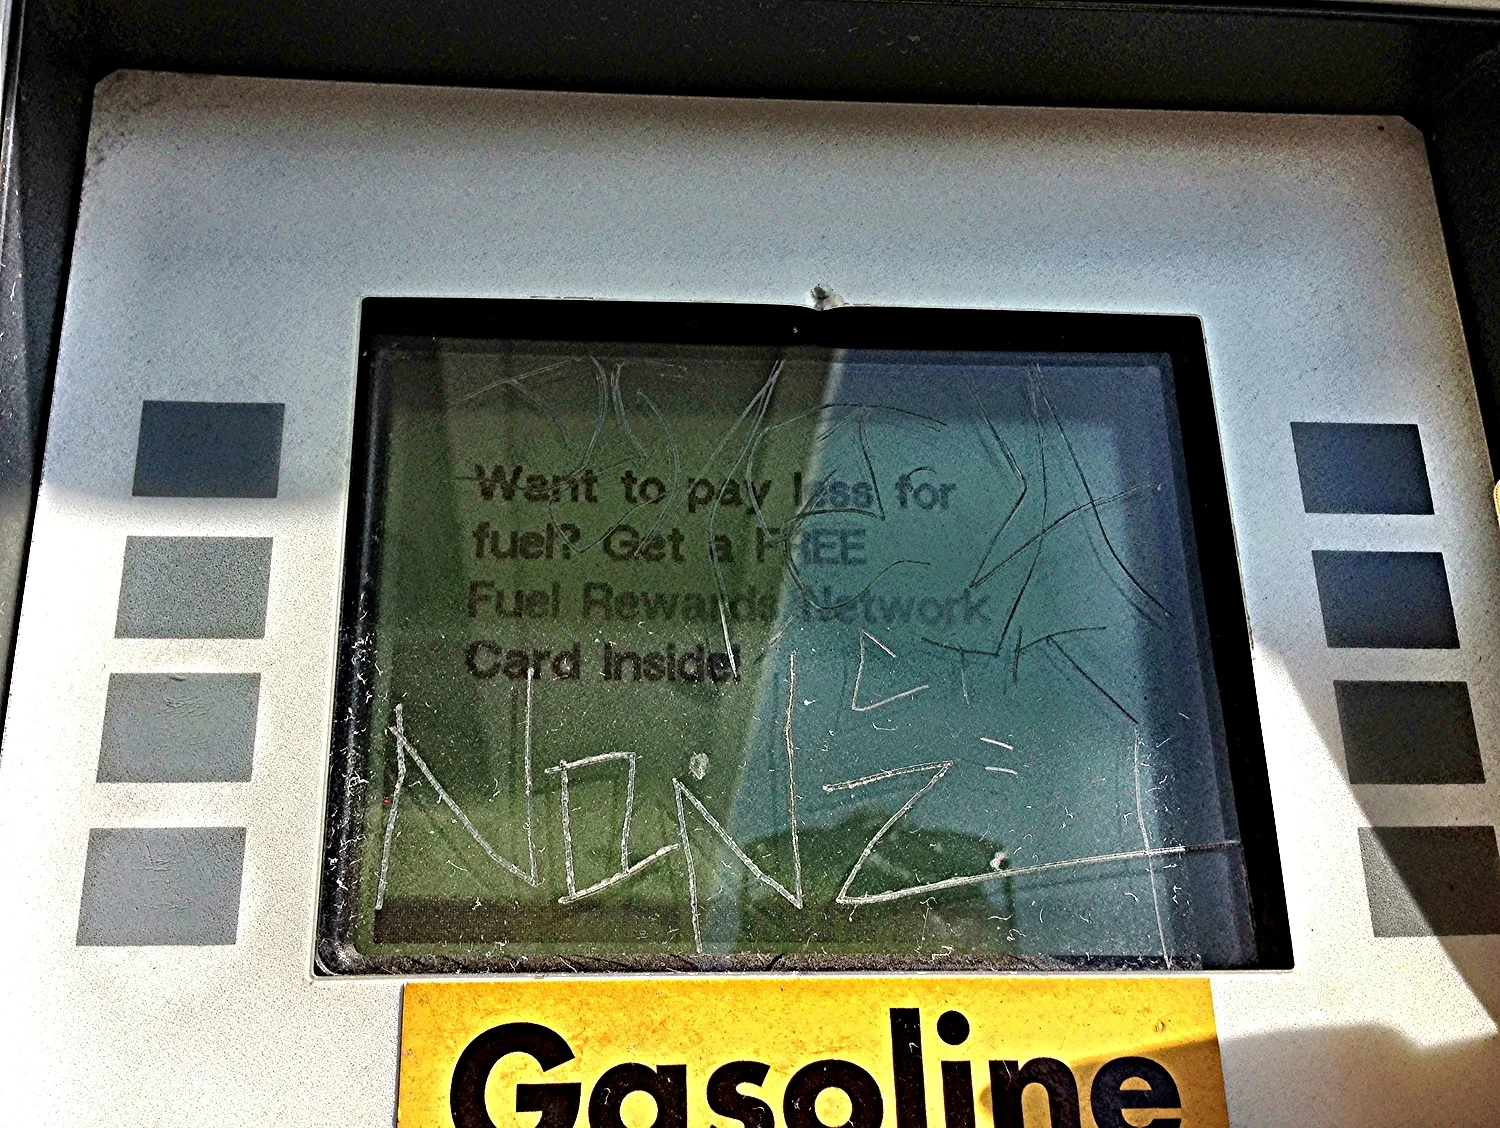 Want to pay less for
fuel? Get a FREE
Fuel Rewards Network
Card Inside!
Gasoline